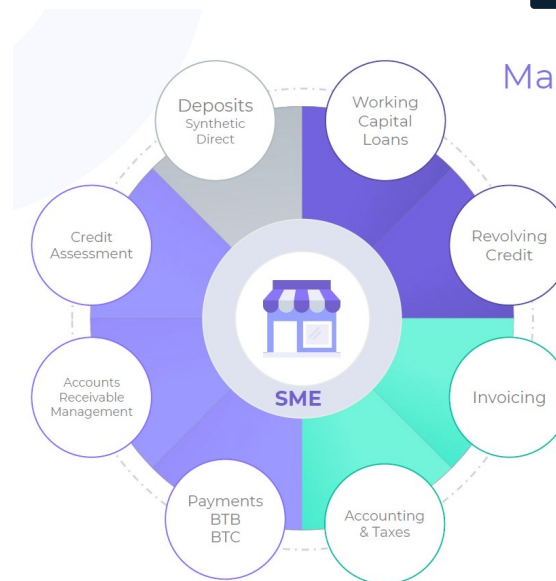 Ma
Deposits
Synthetic
Direct
Working
Capital
Loans
Credit
Assessment
Revolving
Credit
Accounts
Receivable
Management
SME
Invoicing
Payments
BTB
BTC
Accounting
& Taxes